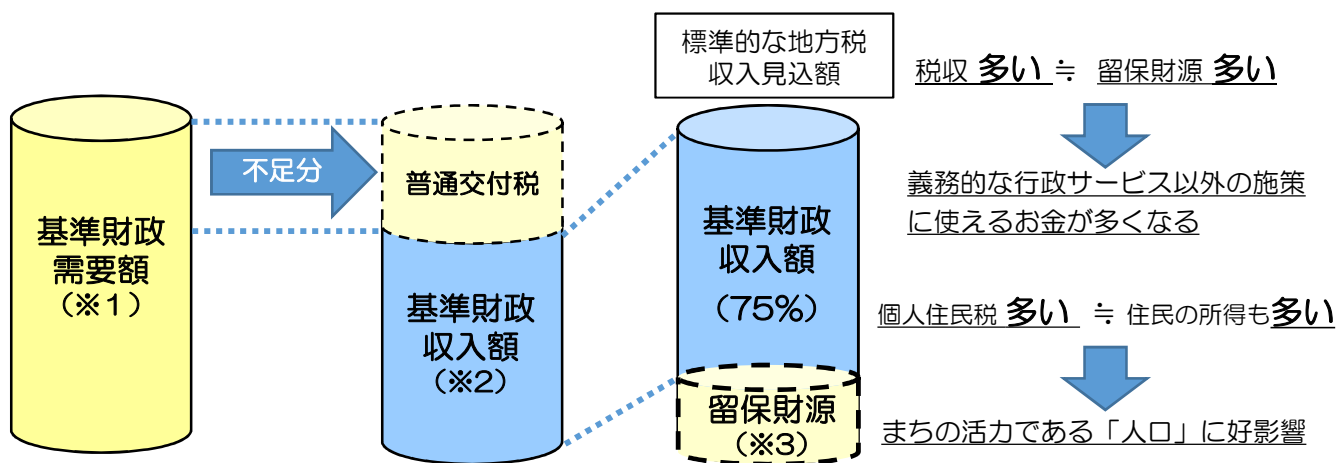 基準財政
需要額
（※1）
不足分
普通交付税
基準財政
収入額
（※2）
標準的な地方税
収入見込額
基準財政
収入額
（75%）
留保財源
（※3）
税収 多い ≒ 留保財源 多い
義務的な行政サービス以外の施策
に使えるお金が多くなる
個人住民税 多い ≒ 住民の所得も多い
まちの活力である「人口」に好影響